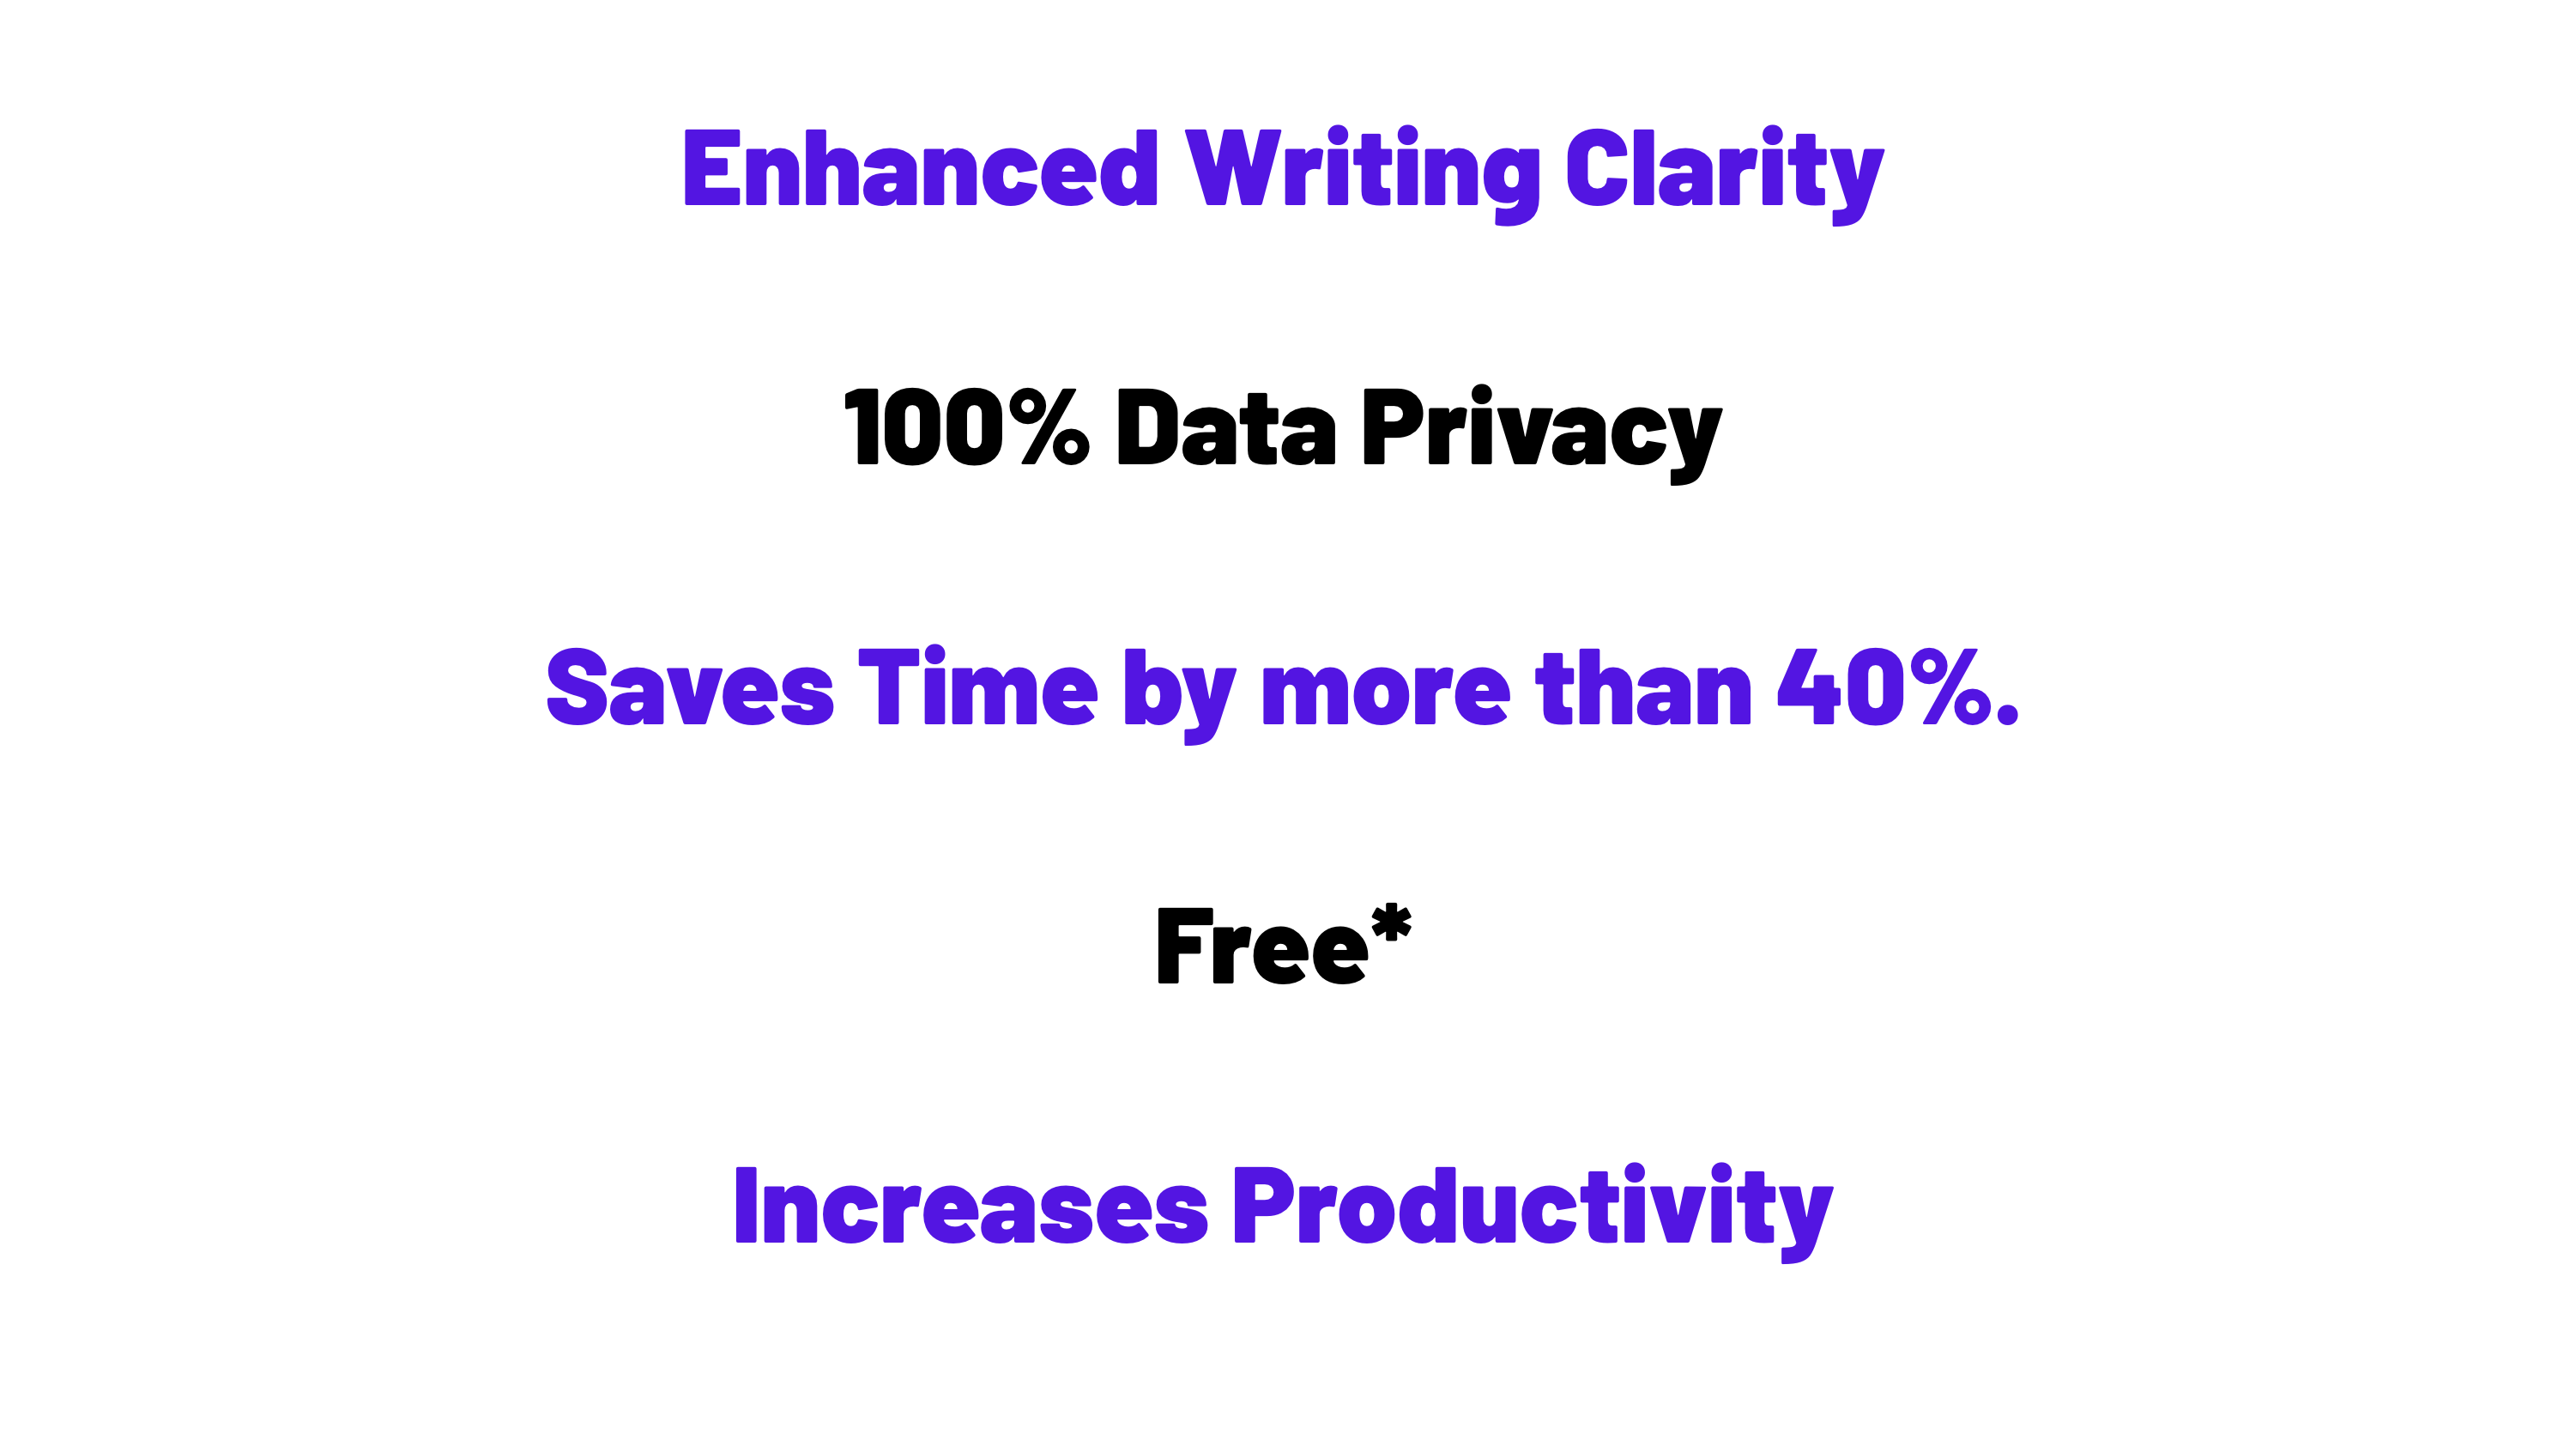 Enhanced Writing Clarity
100% Data Privacy
Saves Time by more than 40%.
Free*
Increases Productivity